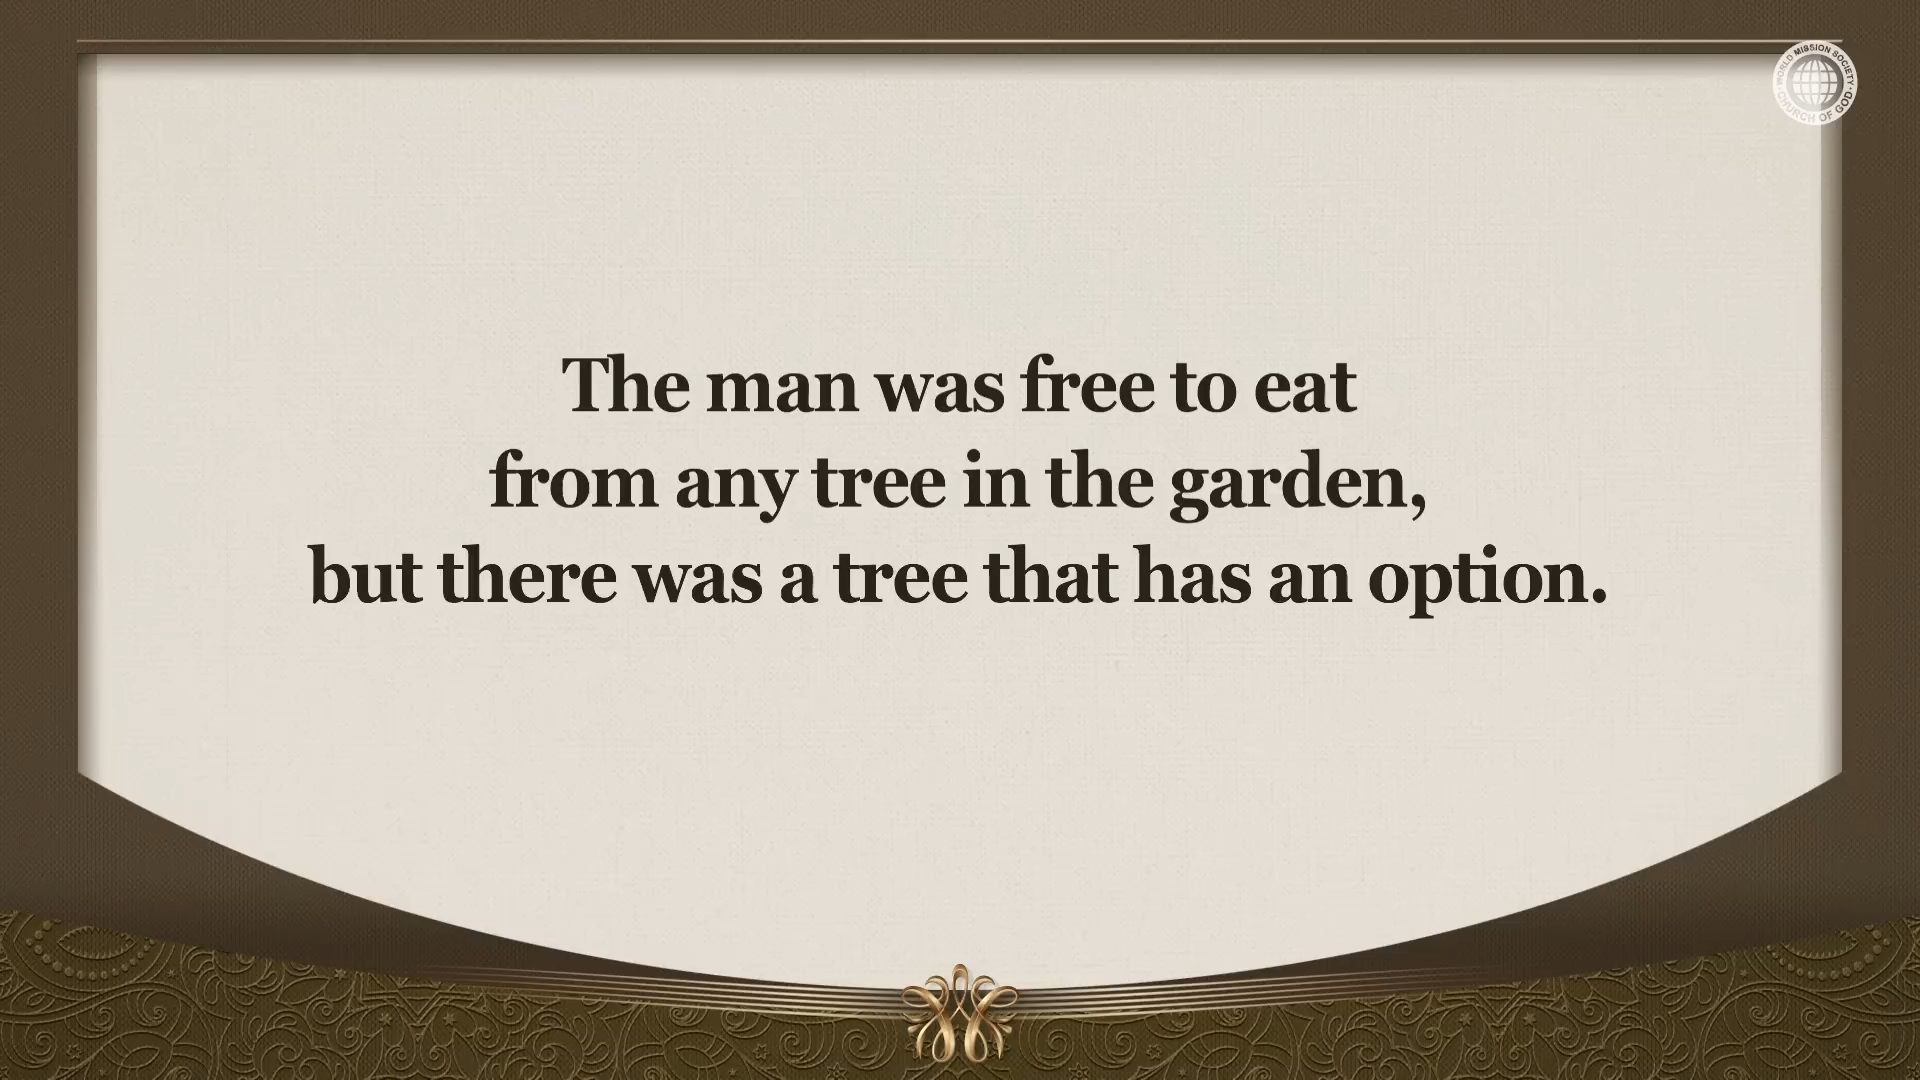 WORLD MISSION SOCIETY
CHURCH OF GOD
The man was free to eat
from any tree in the garden,
but there was a tree that has an option.